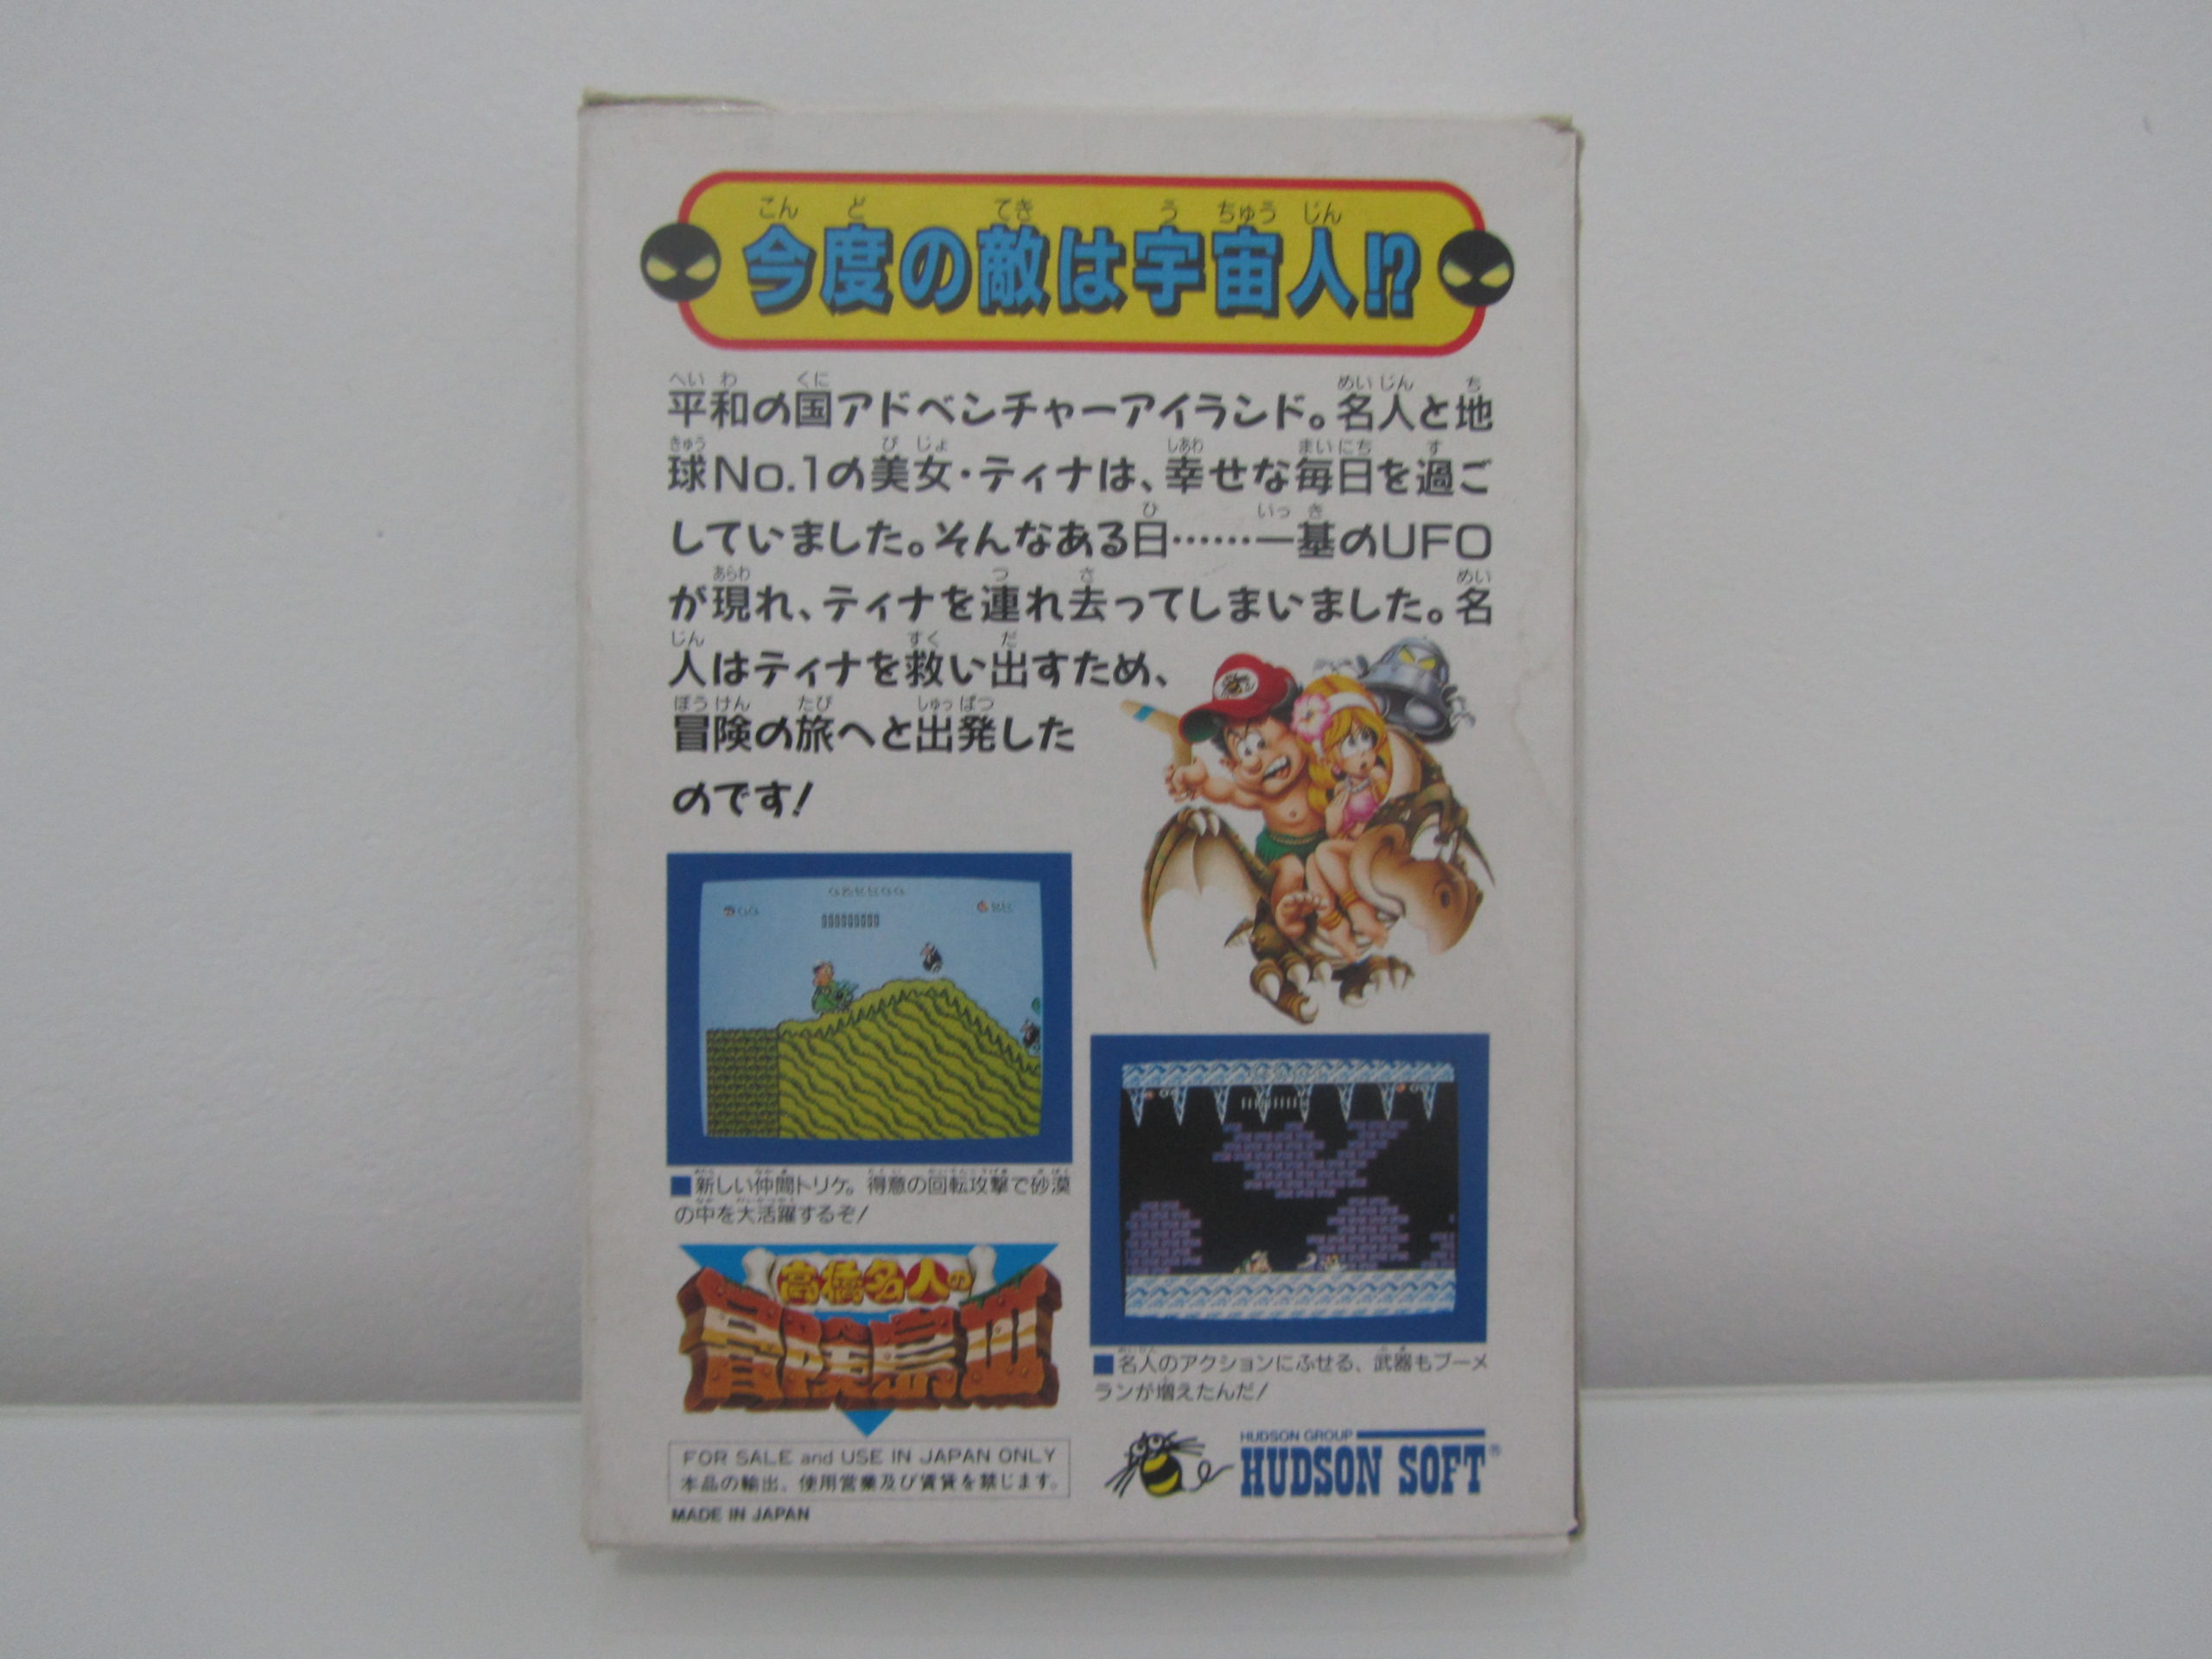 今度の敵は宇宙人!?
平和の国アドベンチャーアイランド。名人と地
球No.1の美女・ティナは、幸せな毎日を過ご
していました。そんなある日……一基のUFO
が現れ、ティナを連れ去ってしまいました。名
人はティナを救い出すため、
冒険の旅へと出発した
のです!
■新しい仲間トリケ。得意の回転攻撃で砂漠
の中を大活躍するぞ!
■名人のアクションにふせる、武器もブーメ
ランが増えたんだ!
高橋名人の
冒険島III
FOR SALE and USE IN JAPAN ONLY
本品の輸出、使用営業及び賃貸を禁じます。
MADE IN JAPAN
HUDSON GROUP
HUDSON SOFT®